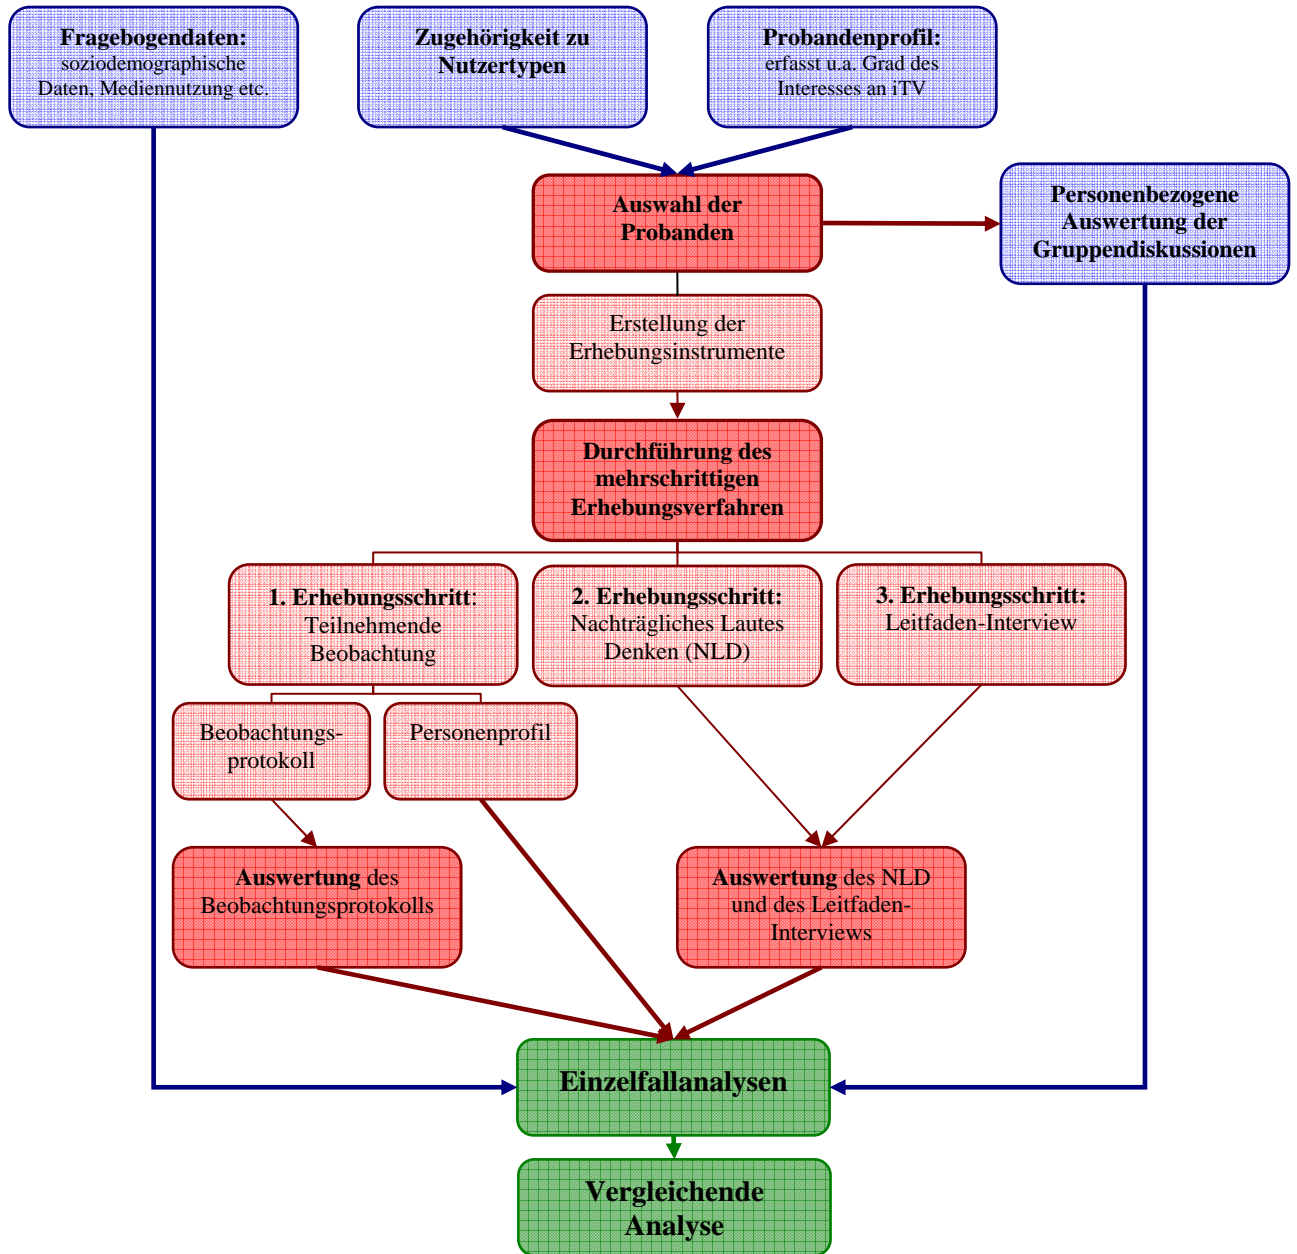 Fragebogendaten:
soziodemographische
Daten, Mediennutzung etc.
Zugehörigkeit zu
Nutzertypen
Probandenprofil:
erfasst u.a. Grad des
Interesses an iTV
Auswahl der
Probanden
Personenbezogene
Auswertung der
Gruppendiskussionen
Erstellung der
Erhebungsinstrumente
Durchführung des
mehrschrittigen
Erhebungsverfahren
1. Erhebungsschritt:
Teilnehmende
Beobachtung
2. Erhebungsschritt:
Nachträgliches Lautes
Denken (NLD)
3. Erhebungsschritt:
Leitfaden-Interview
Beobachtungs-
protokoll
Personenprofil
Auswertung des
Beobachtungsprotokolls
Auswertung des NLD
und des Leitfaden-
Interviews
Einzelfallanalysen
Vergleichende
Analyse